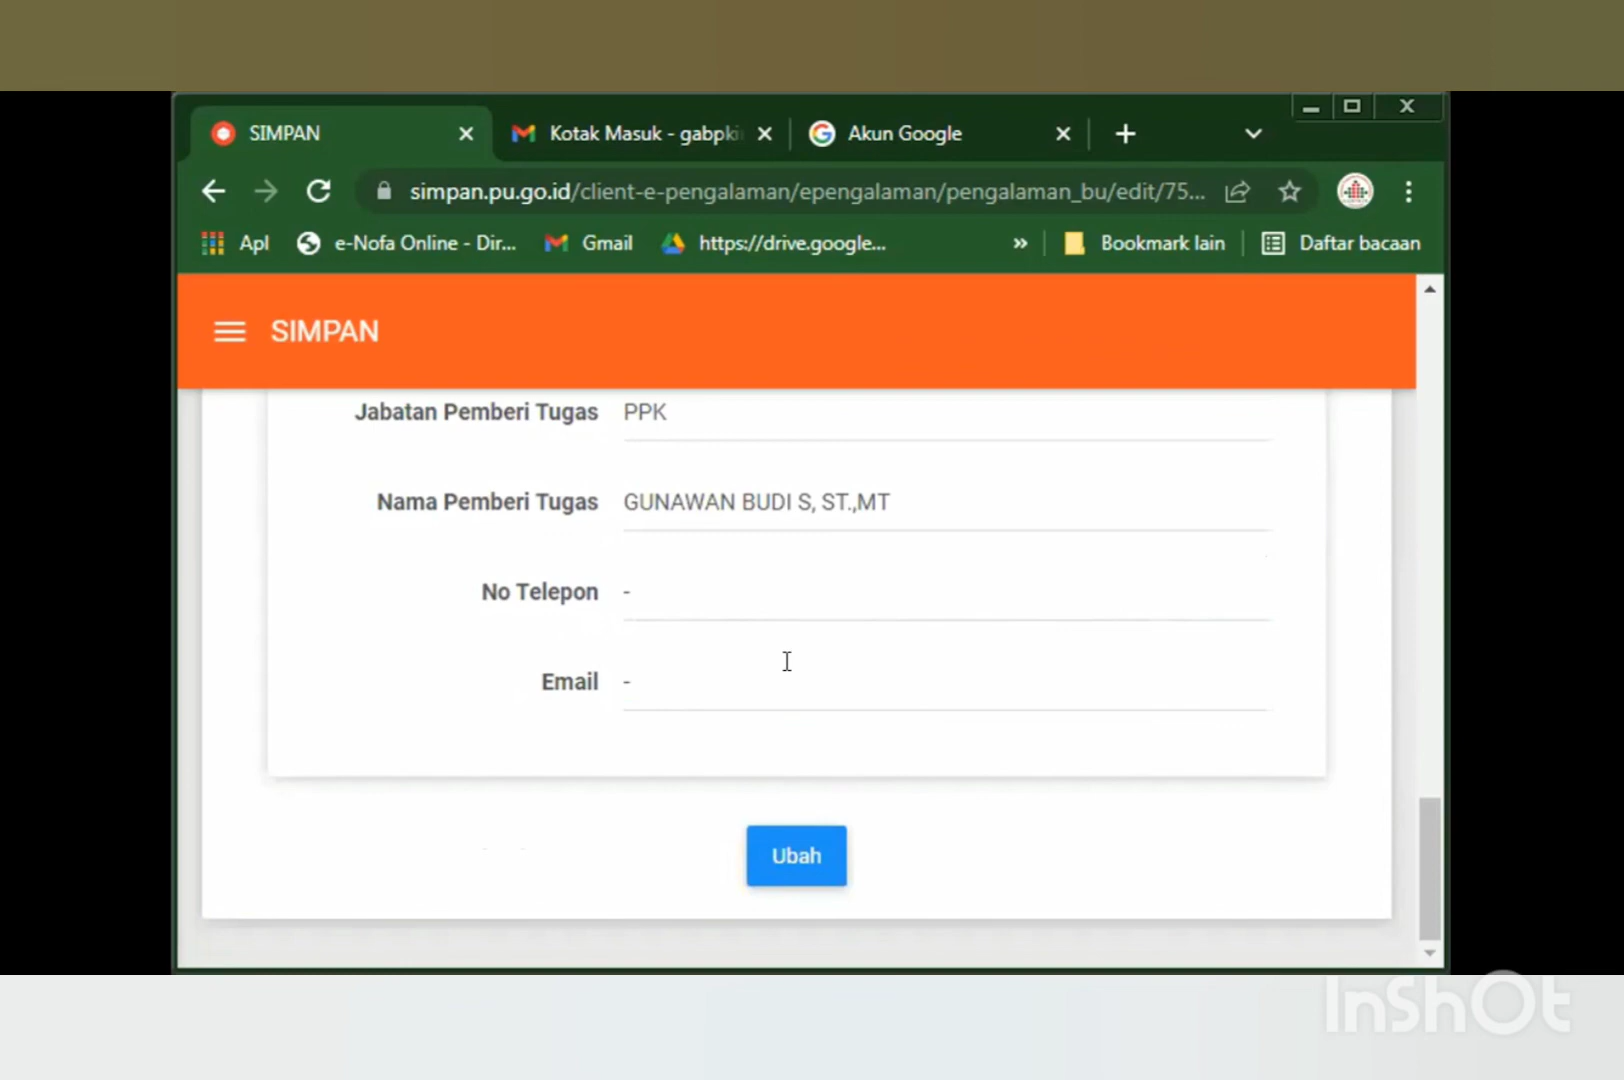 SIMPAN
Kotak Masuk - gabpki
Akun Google
simpan.pu.go.id/client-e-pengalaman/epengalaman/pengalaman_bu/edit/75...
Apl
e-Nofa Online - Dir...
Gmail
https://drive.google...
»
Bookmark lain
Daftar bacaan
SIMPAN
Jabatan Pemberi Tugas PPK
Nama Pemberi Tugas GUNAWAN BUDI S, ST.,MT
No Telepon -
Email -
Ubah
InShOt